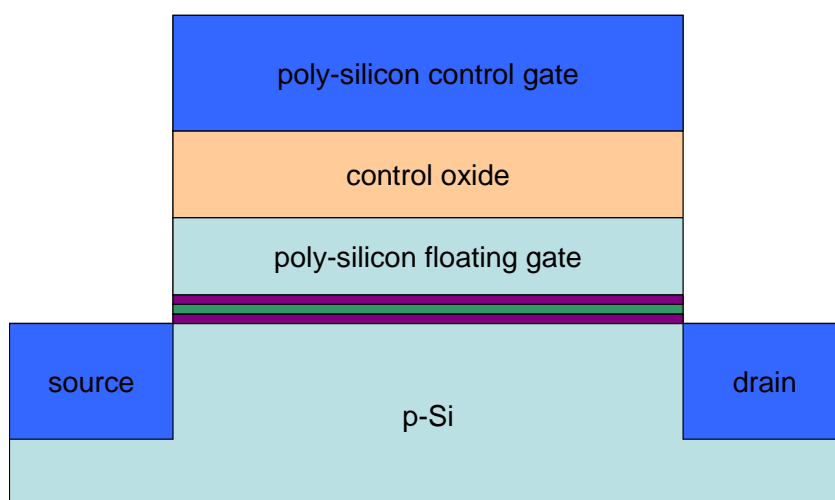 poly-silicon control gate
control oxide
poly-silicon floating gate
source
drain
p-Si